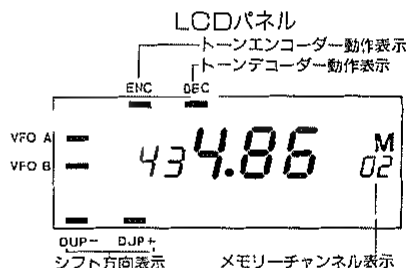 LCDパネル
トーンエンコーダー動作表示
トーンデコーダー動作表示
ENC DEC
VFO A
VFO B
43 4.86 M 02
DUP- DUP+
シフト方向表示 メモリーチャンネル表示